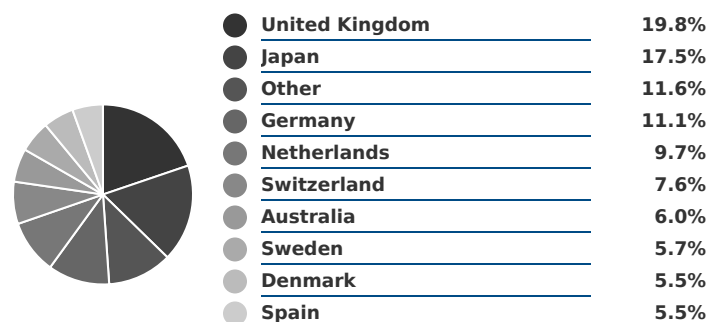 United Kingdom 19.8%
Japan 17.5%
Other 11.6%
Germany 11.1%
Netherlands 9.7%
Switzerland 7.6%
Australia 6.0%
Sweden 5.7%
Denmark 5.5%
Spain 5.5%